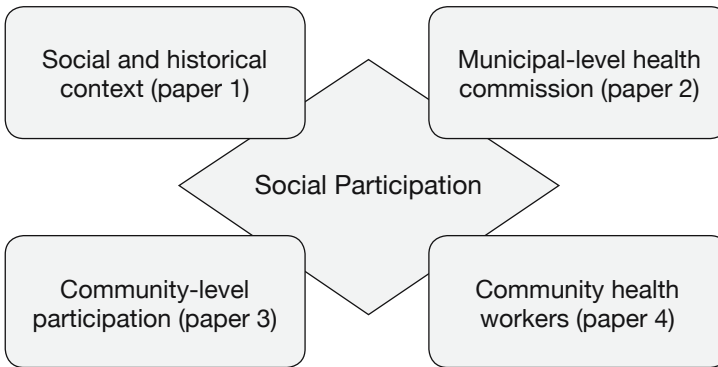 Social and historical
context (paper 1)
Municipal-level health
commission (paper 2)
Social Participation
Community-level
participation (paper 3)
Community health
workers (paper 4)